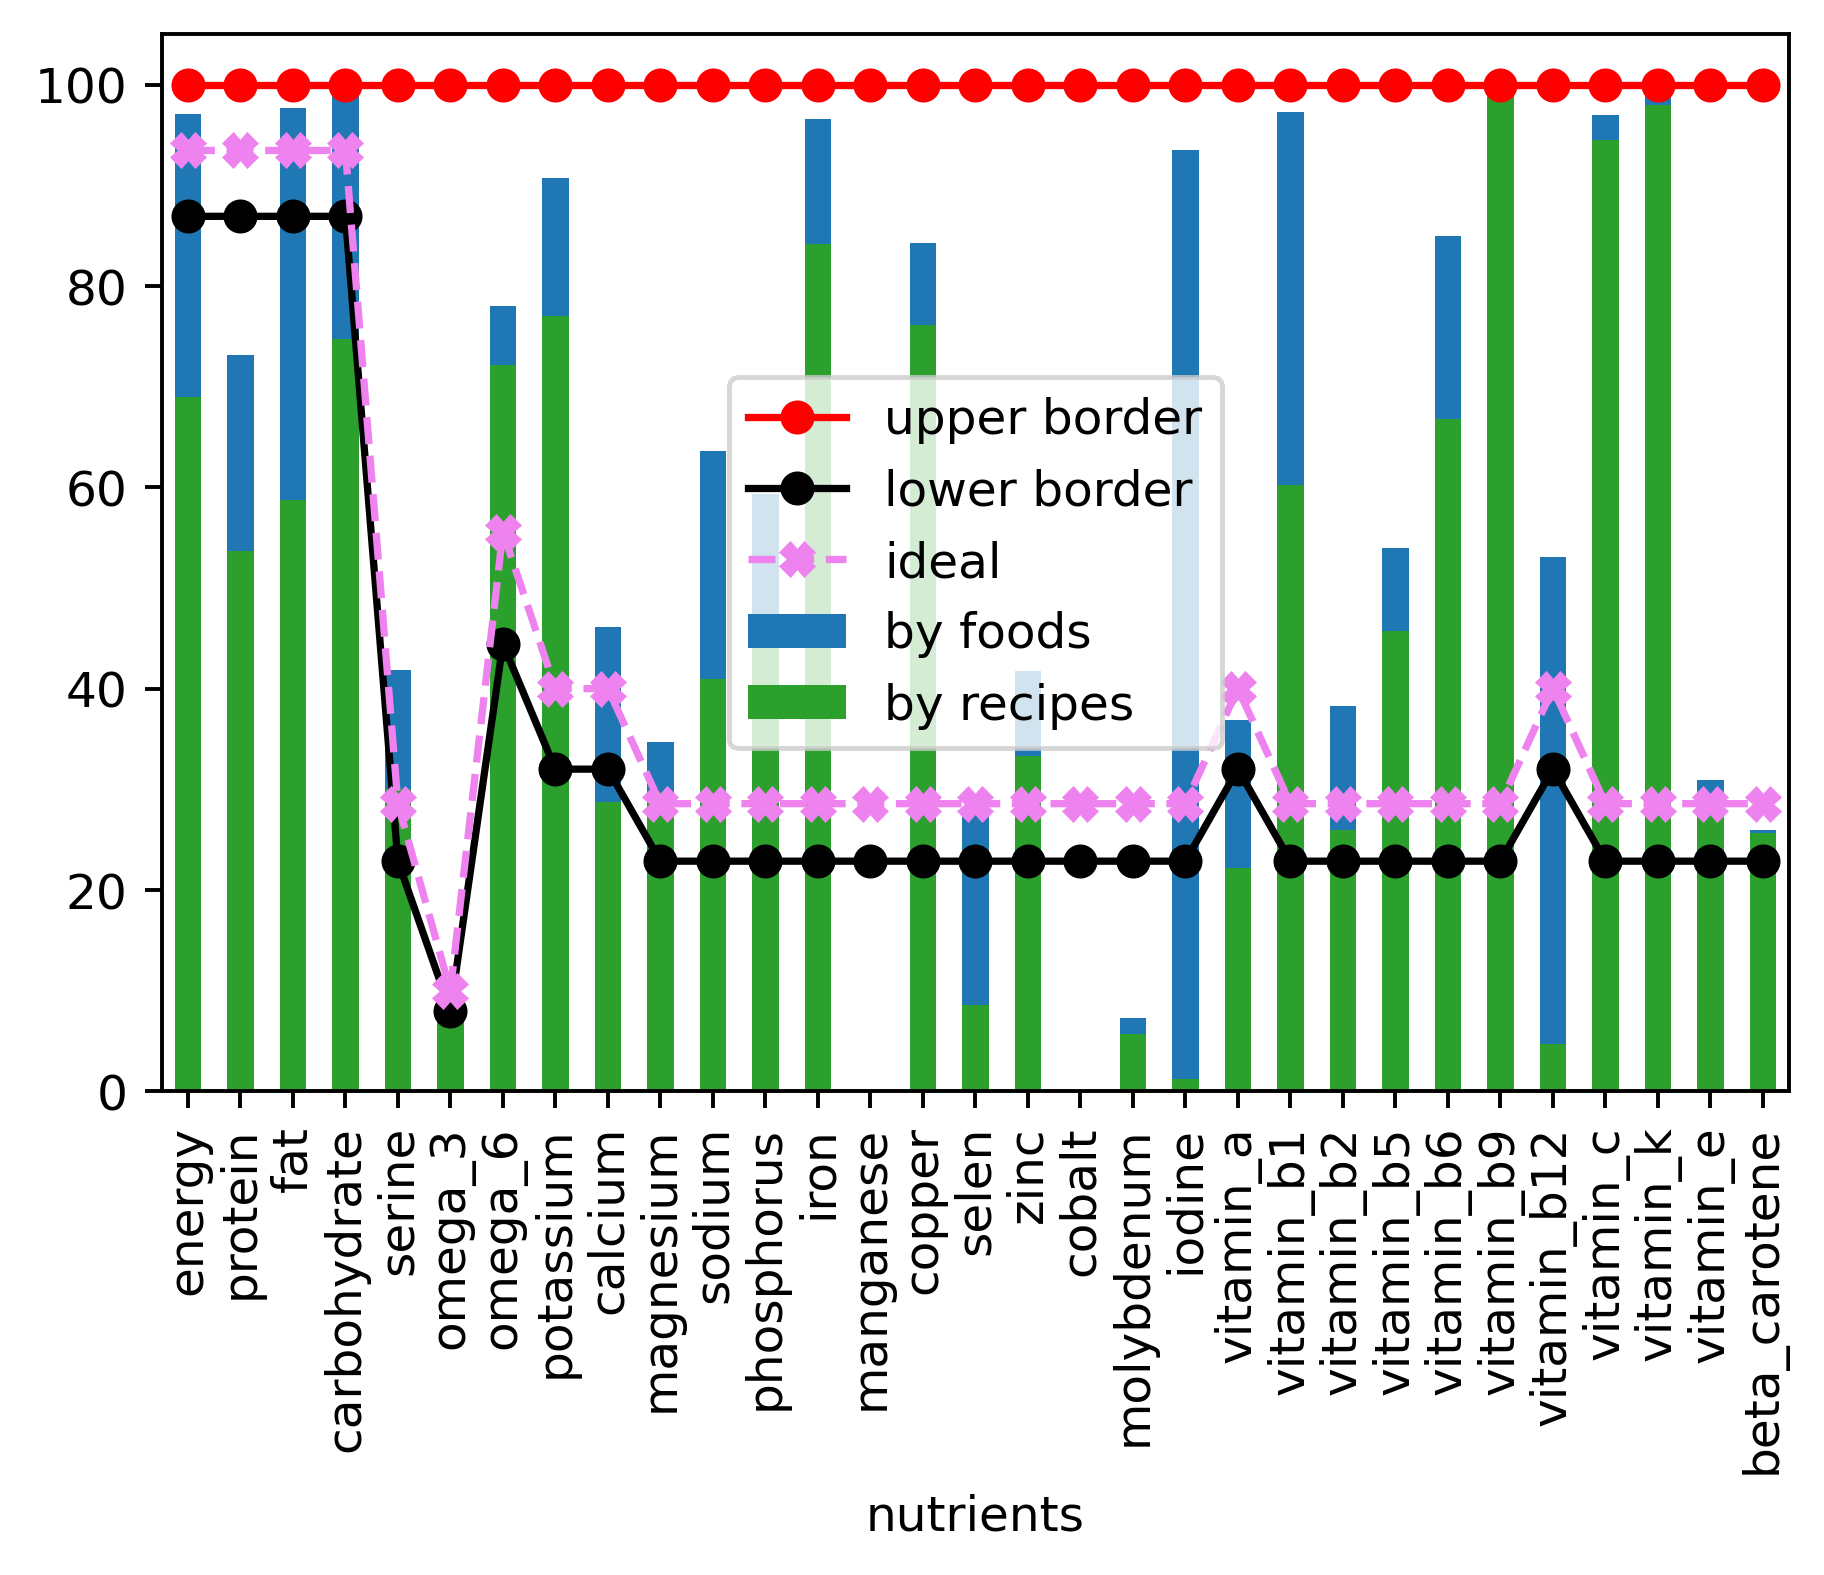 100
80
60
40
20
0
upper border
lower border
ideal
by foods
by recipes
energy
protein
fat
carbohydrate
serine
omega_3
omega_6
potassium
calcium
magnesium
sodium
phosphorus
iron
manganese
copper
selen
zinc
cobalt
molybdenum
iodine
vitamin_a
vitamin_b1
vitamin_b2
vitamin_b5
vitamin_b6
vitamin_b9
vitamin_b12
vitamin_c
vitamin_k
vitamin_e
beta_carotene
nutrients